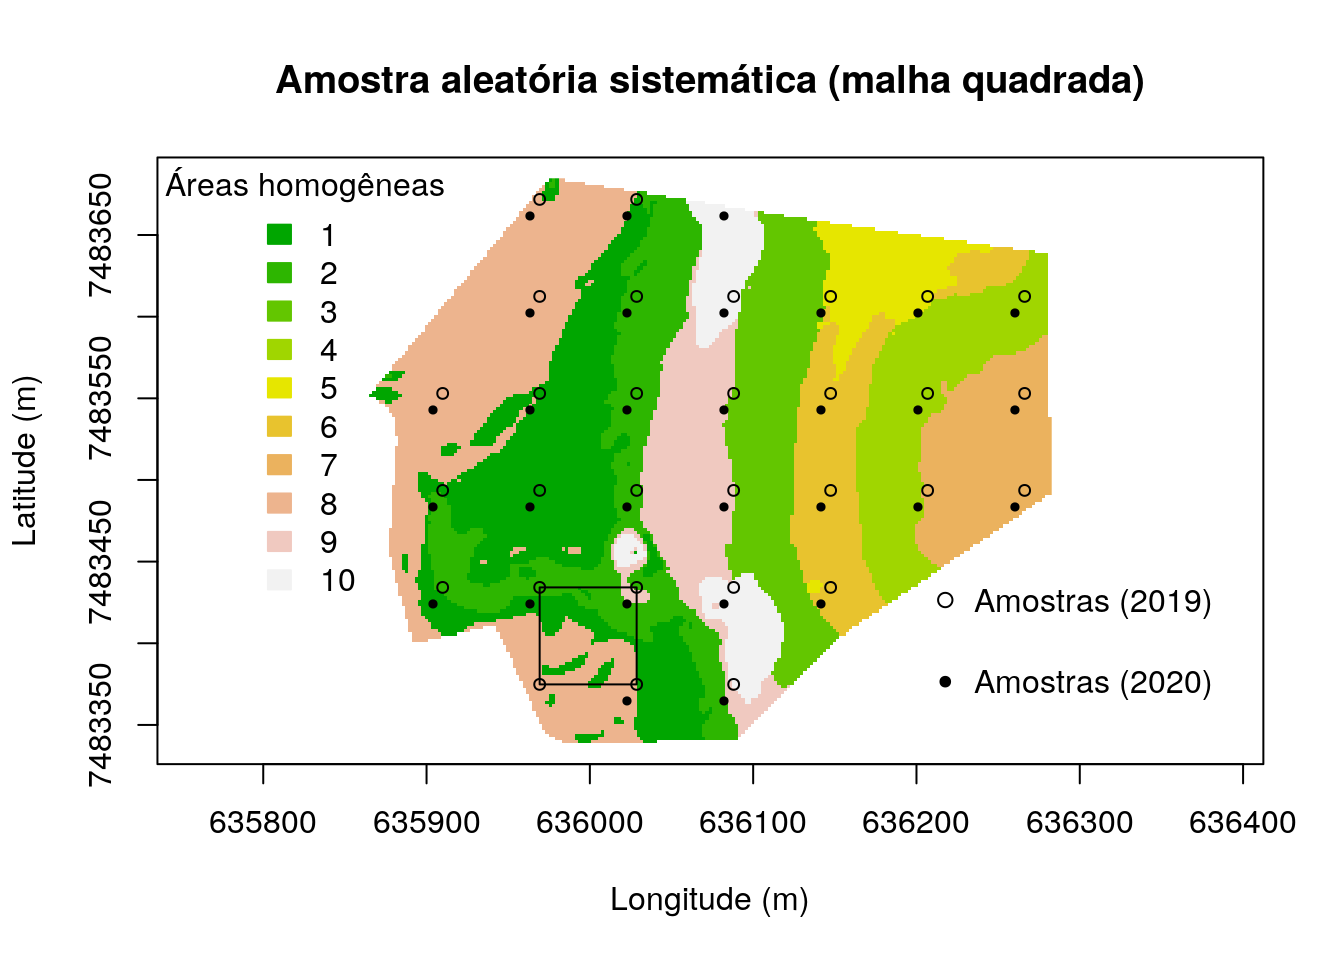 Amostra aleatória sistemática (malha quadrada)
Áreas homogêneas
1
2
3
4
5
6
7
8
9
10
Amostras (2019)
Amostras (2020)
7483650
7483550
7483450
7483350
Latitude (m)
635800 635900 636000 636100 636200 636300 636400
Longitude (m)